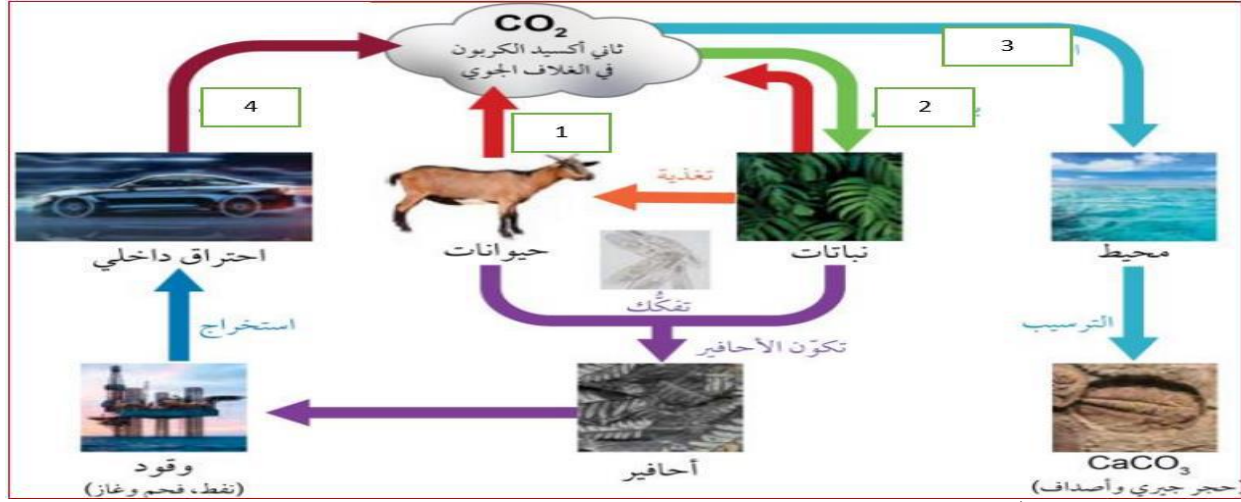 CO₂
ثاني أكسيد الكربون
في الغلاف الجوي
3
4
2
1
تغذية
احتراق داخلي
حيوانات
نباتات
محيط
تفكُّك
استخراج
الترسيب
تكوّن الأحافير
وقود
(نفط، فحم وغاز)
أحافير
CaCO₃
(حجر جيري وأصداف)